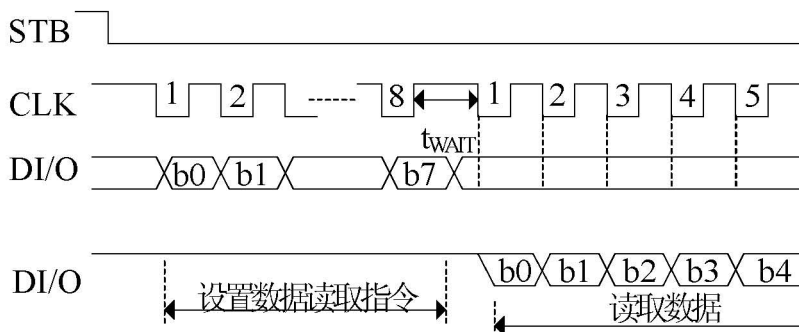 STB
CLK 1 2 8 1 2 3 4 5
tWAIT
DI/O b0 b1 b7
DI/O b0 b1 b2 b3 b4
设置数据读取指令 读取数据